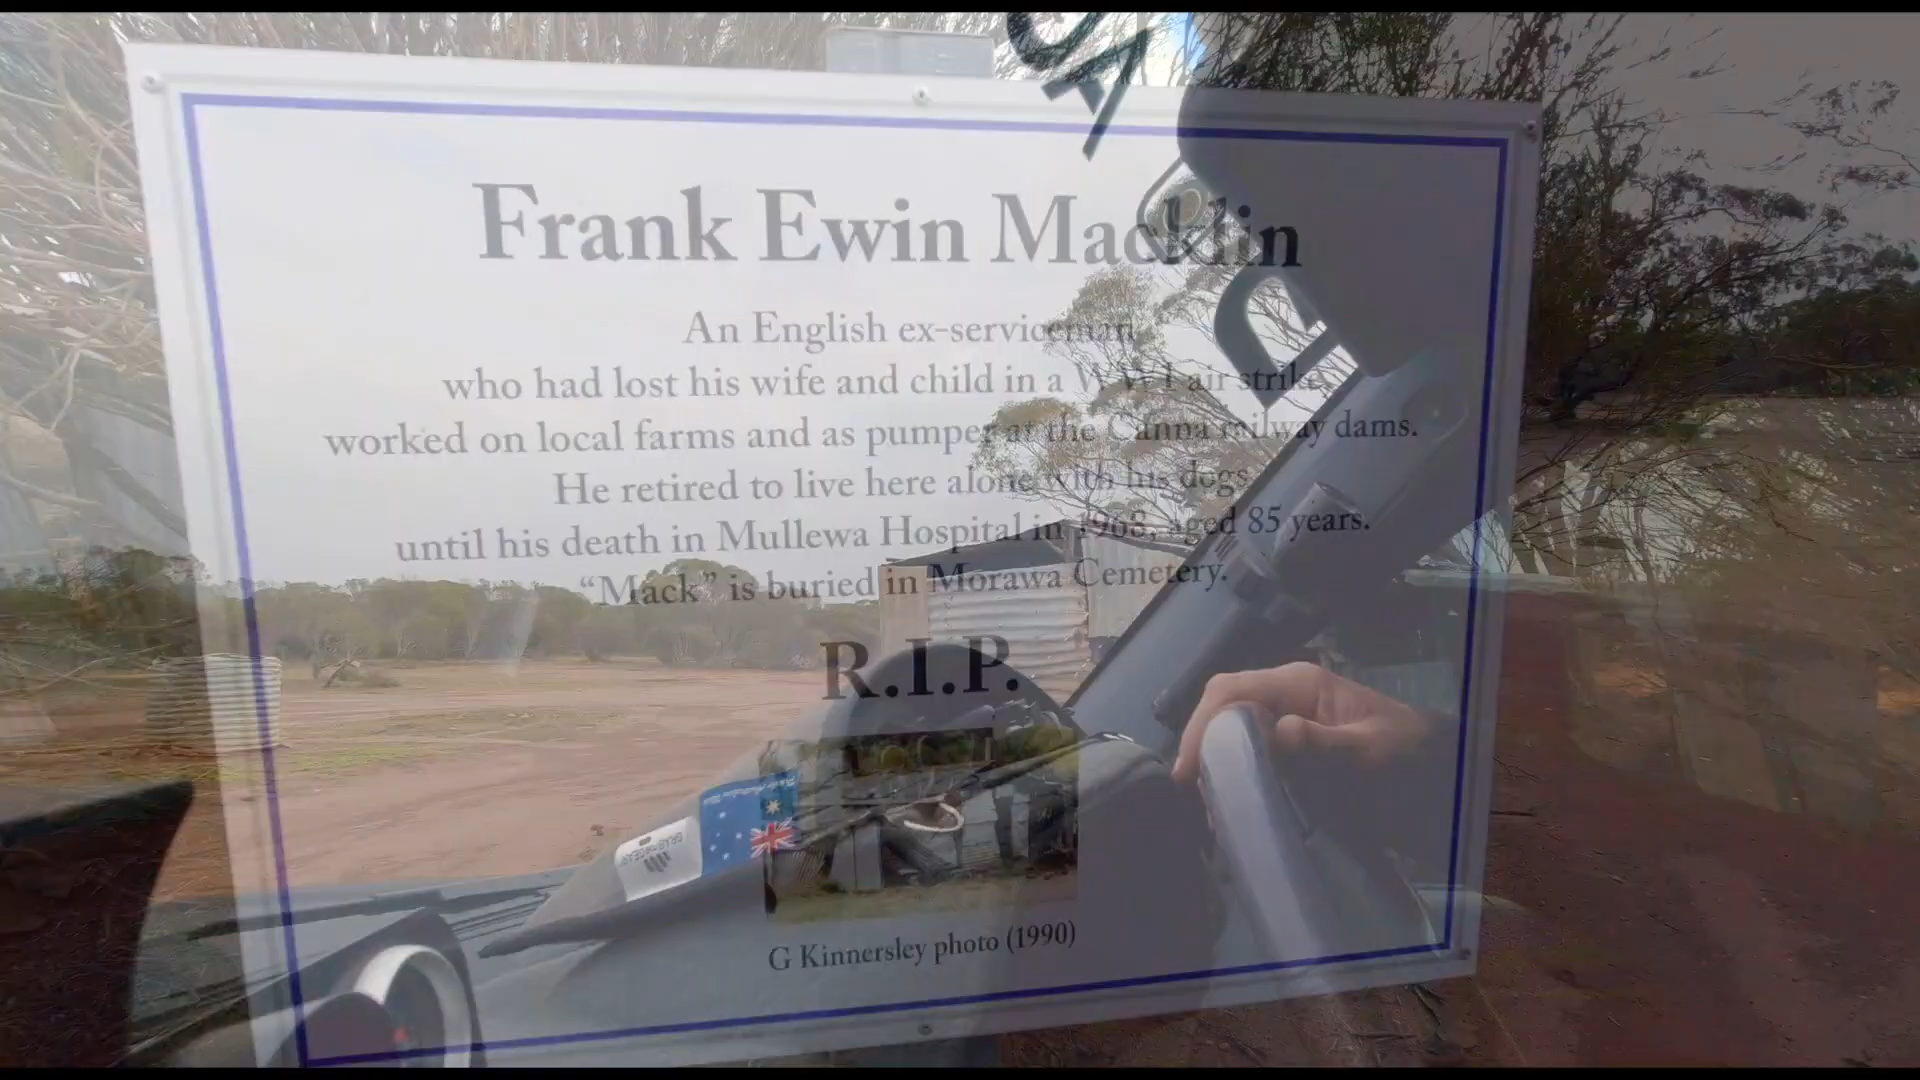 Frank Ewin Macklin
An English ex-serviceman
who had lost his wife and child in a WW1 air strike,
worked on local farms and as pumper at the Canna railway dams.
He retired to live here alone with his dogs
until his death in Mullewa Hospital in 1968, aged 85 years.
“Mack” is buried in Morawa Cemetery.
R.I.P.
G Kinnersley photo (1990)